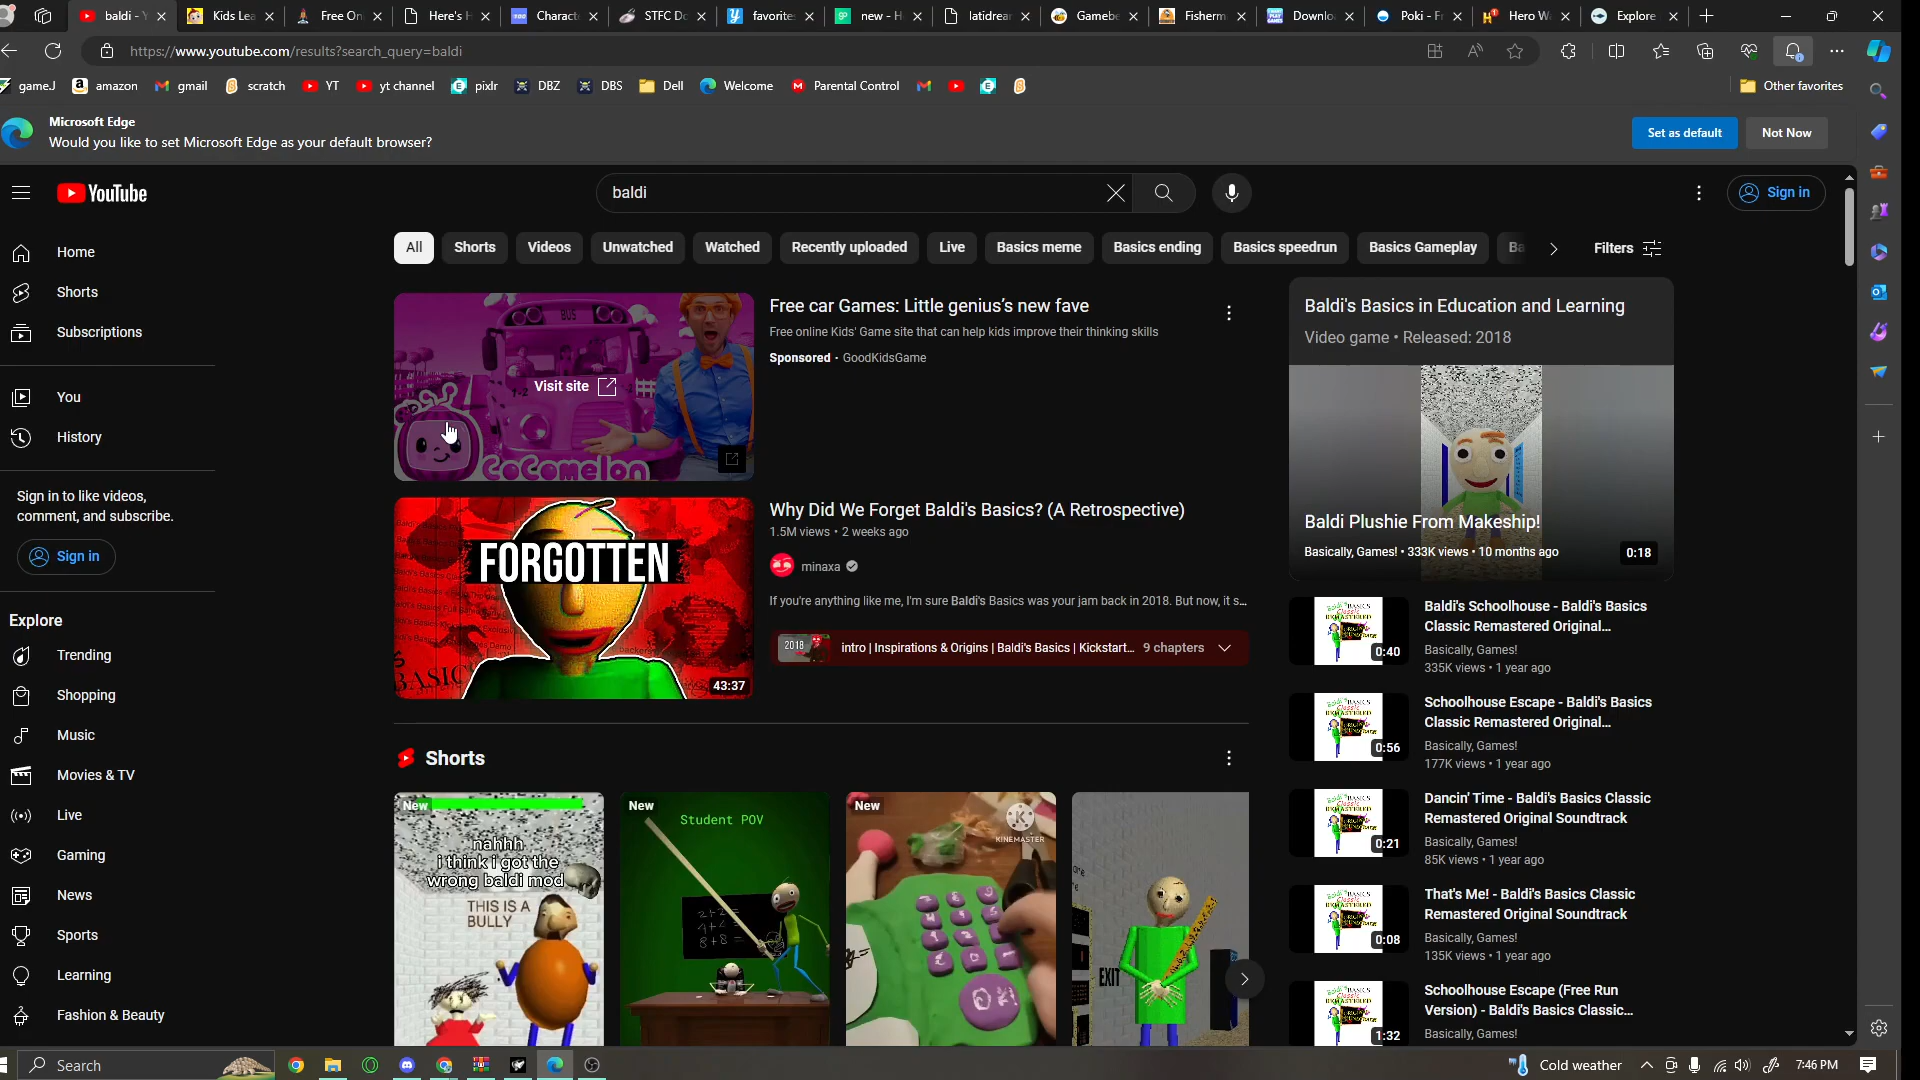 baldi - Y
Kids Lea
Free On
Here's H
Charact
STFC D
favorite
new - H
latidrea
Gameb
Fisherm
Downlo
Poki - F
Hero W
Explore
https://www.youtube.com/results?search_query=baldi
gameJ
amazon
gmail
scratch
YT
yt channel
pixlr
DBZ
DBS
Dell
Welcome
Parental Control
Other favorites
Microsoft Edge
Would you like to set Microsoft Edge as your default browser?
Set as default
Not Now
YouTube
baldi
Sign in
Home
Shorts
Subscriptions
You
History
Sign in to like videos,
comment, and subscribe.
Sign in
Explore
Trending
Shopping
Music
Movies & TV
Live
Gaming
News
Sports
Learning
Fashion & Beauty
All
Shorts
Videos
Unwatched
Watched
Recently uploaded
Live
Basics meme
Basics ending
Basics speedrun
Basics Gameplay
Ba
Filters
BUS
Visit site
CoComelon
Free car Games: Little genius's new fave
Free online Kids' Game site that can help kids improve their thinking skills
Sponsored · GoodKidsGame
FORGOTTEN
BASIC
43:37
Why Did We Forget Baldi's Basics? (A Retrospective)
1.5M views • 2 weeks ago
minaxa
If you're anything like me, I'm sure Baldi's Basics was your jam back in 2018. But now, it s...
2018
intro | Inspirations & Origins | Baldi's Basics | Kickstart...
9 chapters
Shorts
New
nahhh
i think i got the
wrong baldi mod
THIS IS A
BULLY
New
Student POV
2+2=
4+4=
8+8=
New
KINEMASTER
OK!
EXIT
Baldi's Basics in Education and Learning
Video game • Released: 2018
Baldi Plushie From Makeship!
Basically, Games! • 333K views • 10 months ago
0:18
0:40
Baldi's Schoolhouse - Baldi's Basics
Classic Remastered Original...
Basically, Games!
335K views • 1 year ago
0:56
Schoolhouse Escape - Baldi's Basics
Classic Remastered Original...
Basically, Games!
177K views • 1 year ago
0:21
Dancin' Time - Baldi's Basics Classic
Remastered Original Soundtrack
Basically, Games!
85K views • 1 year ago
0:08
That's Me! - Baldi's Basics Classic
Remastered Original Soundtrack
Basically, Games!
135K views • 1 year ago
1:32
Schoolhouse Escape (Free Run
Version) - Baldi's Basics Classic...
Basically, Games!
Search
Cold weather
7:46 PM